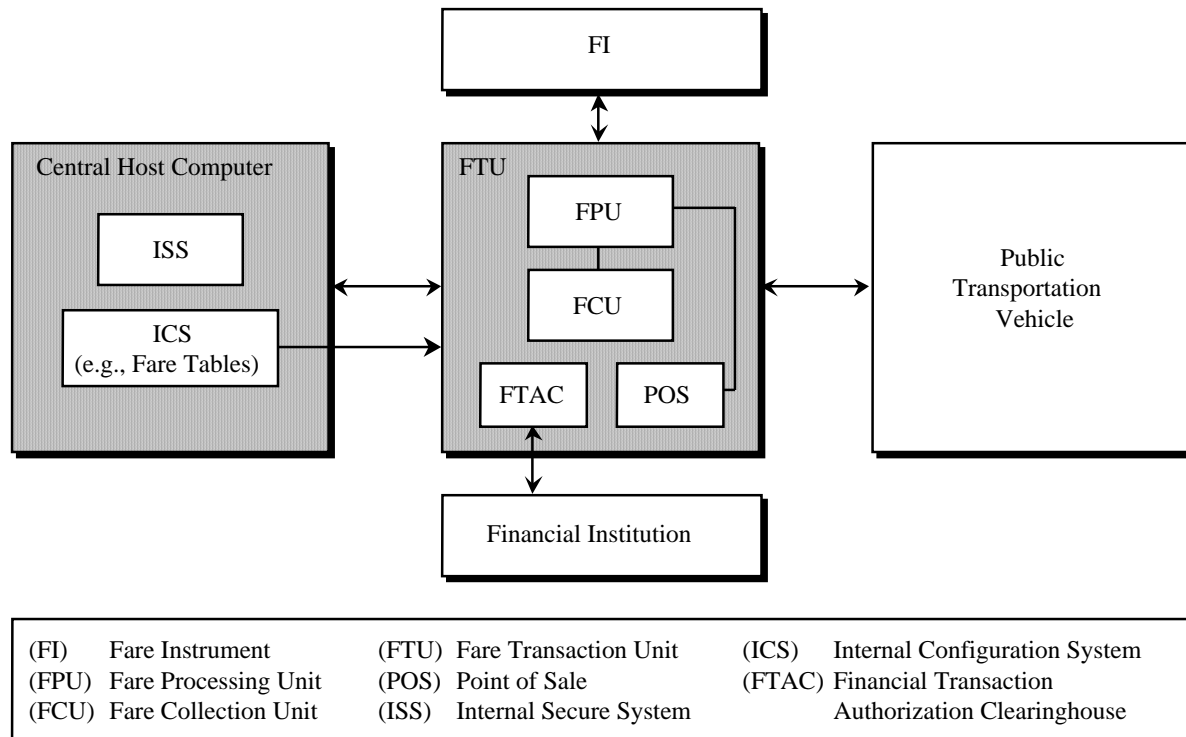 FI
Central Host Computer
ISS
ICS
(e.g., Fare Tables)
FTU
FPU
FCU
FTAC
POS
Public
Transportation
Vehicle
Financial Institution
(FI) Fare Instrument
(FPU) Fare Processing Unit
(FCU) Fare Collection Unit
(FTU) Fare Transaction Unit
(POS) Point of Sale
(ISS) Internal Secure System
(ICS) Internal Configuration System
(FTAC) Financial Transaction
Authorization Clearinghouse